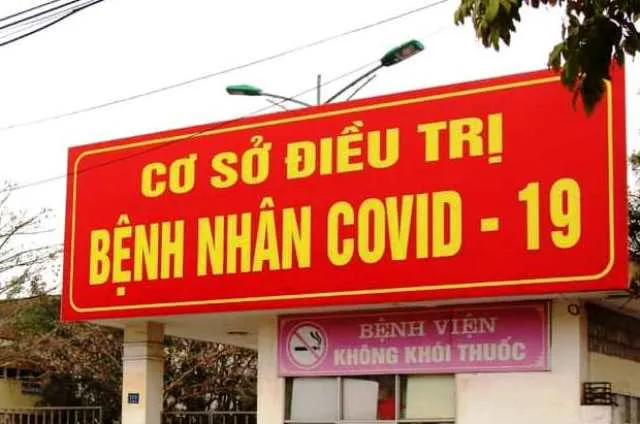 CƠ SỞ ĐIỀU TRỊ
BỆNH NHÂN COVID - 19
BỆNH VIỆN
KHÔNG KHÓI THUỐC